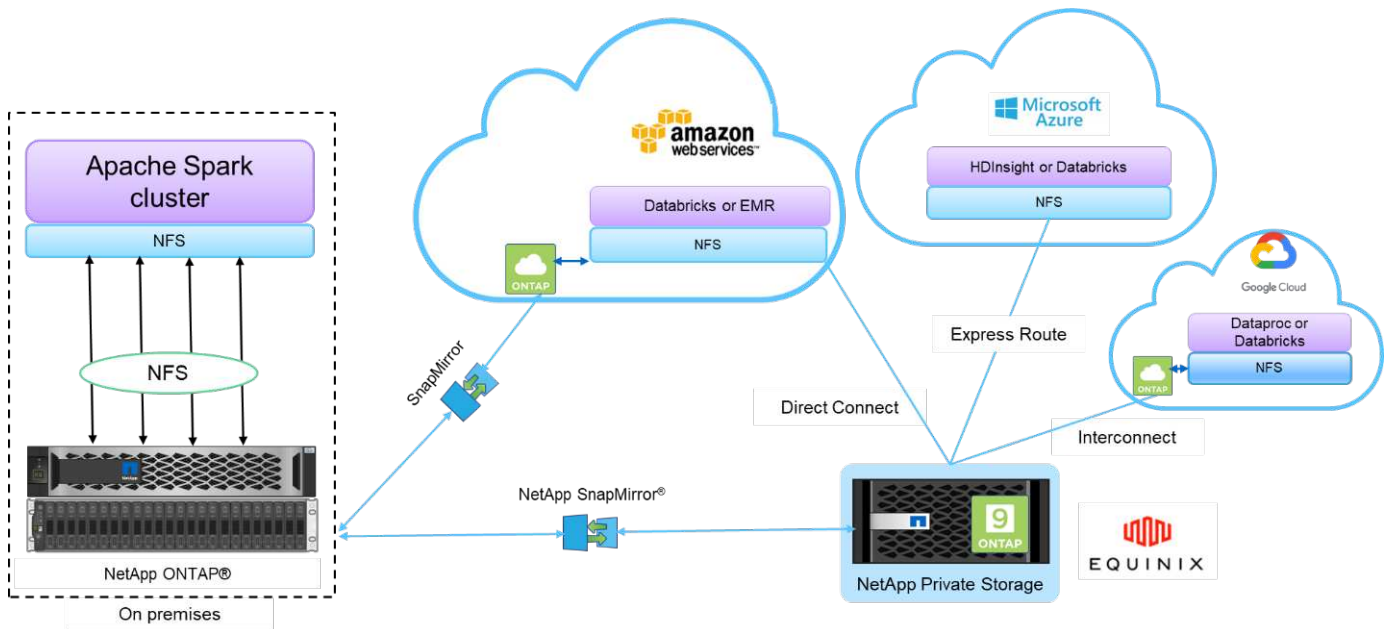 Apache Spark
cluster
NFS
NFS
NetApp
NetApp ONTAP®
On premises
amazon
web services™
Databricks or EMR
NFS
ONTAP
SnapMirror
NetApp SnapMirror®
Microsoft
Azure
HDInsight or Databricks
NFS
Express Route
Direct Connect
Google Cloud
Dataproc or
Databricks
NFS
ONTAP
Interconnect
9
ONTAP
NetApp Private Storage
EQUINIX